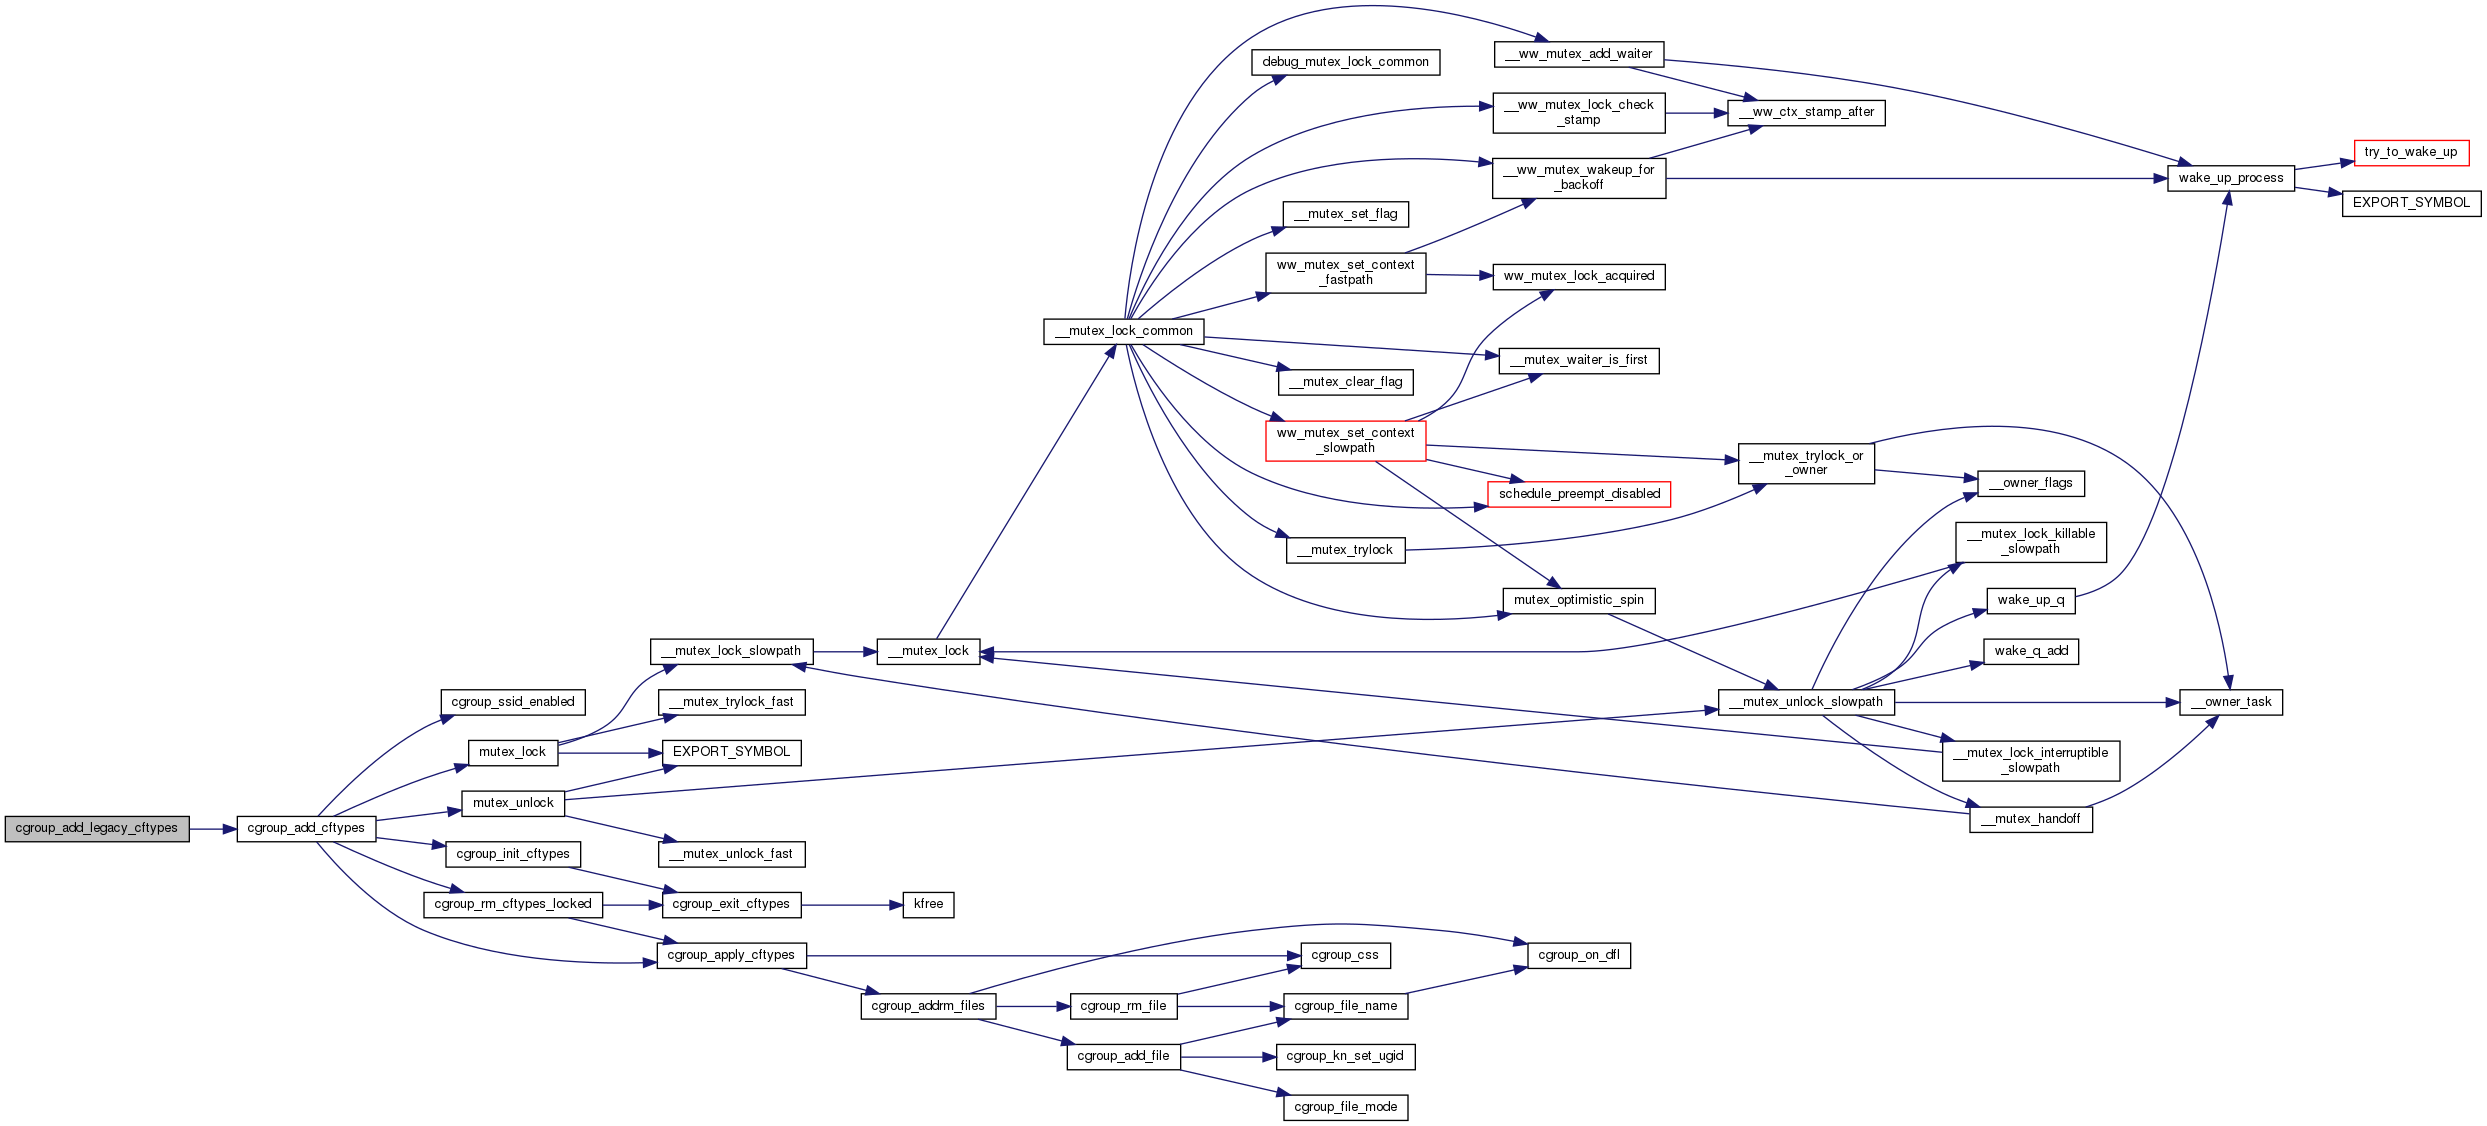 __ww_mutex_add_waiter
debug_mutex_lock_common
__ww_mutex_lock_check
_stamp
__ww_ctx_stamp_after
try_to_wake_up
__ww_mutex_wakeup_for
_backoff
wake_up_process
EXPORT_SYMBOL
__mutex_set_flag
ww_mutex_set_context
_fastpath
ww_mutex_lock_acquired
__mutex_lock_common
__mutex_waiter_is_first
__mutex_clear_flag
ww_mutex_set_context
_slowpath
__mutex_trylock_or
_owner
__owner_flags
schedule_preempt_disabled
__mutex_trylock
__mutex_lock_killable
_slowpath
mutex_optimistic_spin
wake_up_q
__mutex_lock_slowpath
__mutex_lock
wake_q_add
cgroup_ssid_enabled
__mutex_trylock_fast
__mutex_unlock_slowpath
__owner_task
mutex_lock
EXPORT_SYMBOL
__mutex_lock_interruptible
_slowpath
mutex_unlock
__mutex_handoff
cgroup_add_legacy_cftypes
cgroup_add_cftypes
cgroup_init_cftypes
__mutex_unlock_fast
cgroup_rm_cftypes_locked
cgroup_exit_cftypes
kfree
cgroup_apply_cftypes
cgroup_css
cgroup_on_dfl
cgroup_addrm_files
cgroup_rm_file
cgroup_file_name
cgroup_add_file
cgroup_kn_set_ugid
cgroup_file_mode